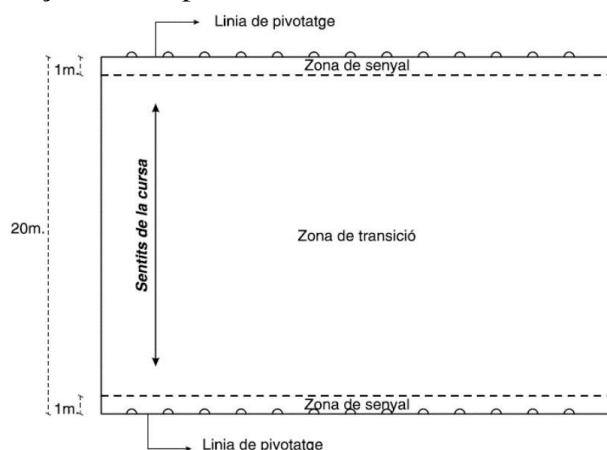 Linia de pivotatge
Zona de senyal
1m.
Sentits de la cursa
20m.
Zona de transició
1m.
Zona de senyal
Linia de pivotatge